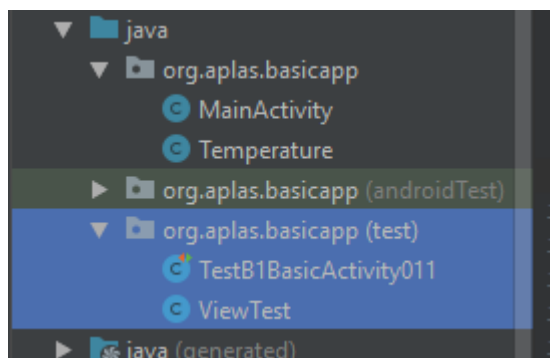 java
org.aplas.basicapp
MainActivity
Temperature
org.aplas.basicapp (androidTest)
org.aplas.basicapp (test)
TestB1BasicActivity011
ViewTest
java (generated)